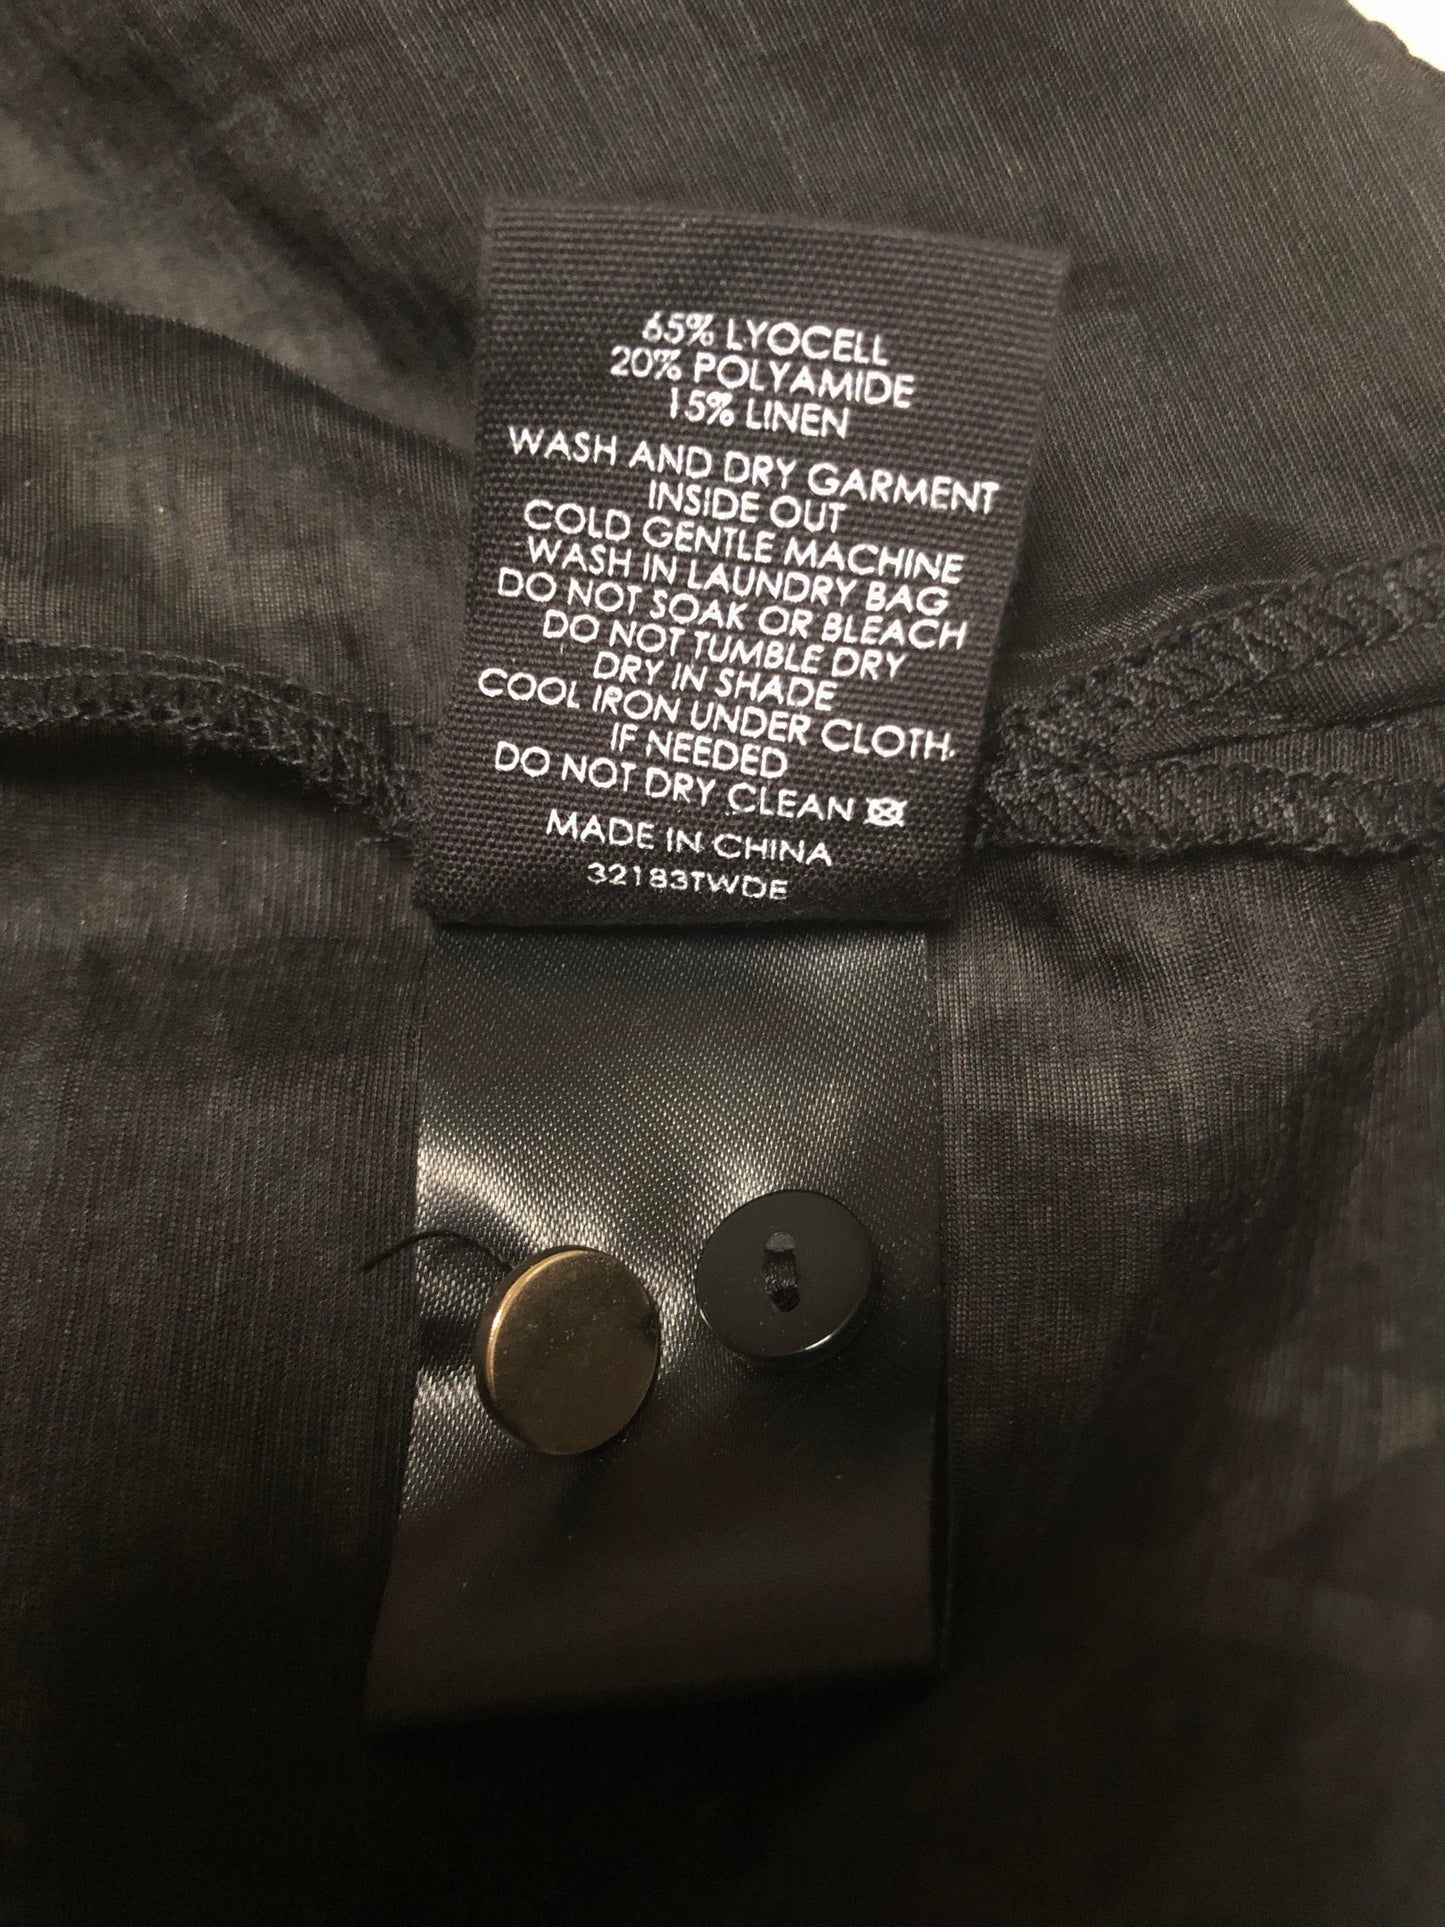 65% LYOCELL
20% POLYAMIDE
15% LINEN
WASH AND DRY GARMENT
INSIDE OUT
COLD GENTLE MACHINE
WASH IN LAUNDRY BAG
DO NOT SOAK OR BLEACH
DO NOT TUMBLE DRY
DRY IN SHADE
COOL IRON UNDER CLOTH.
IF NEEDED
DO NOT DRY CLEAN
MADE IN CHINA
32183TWDE